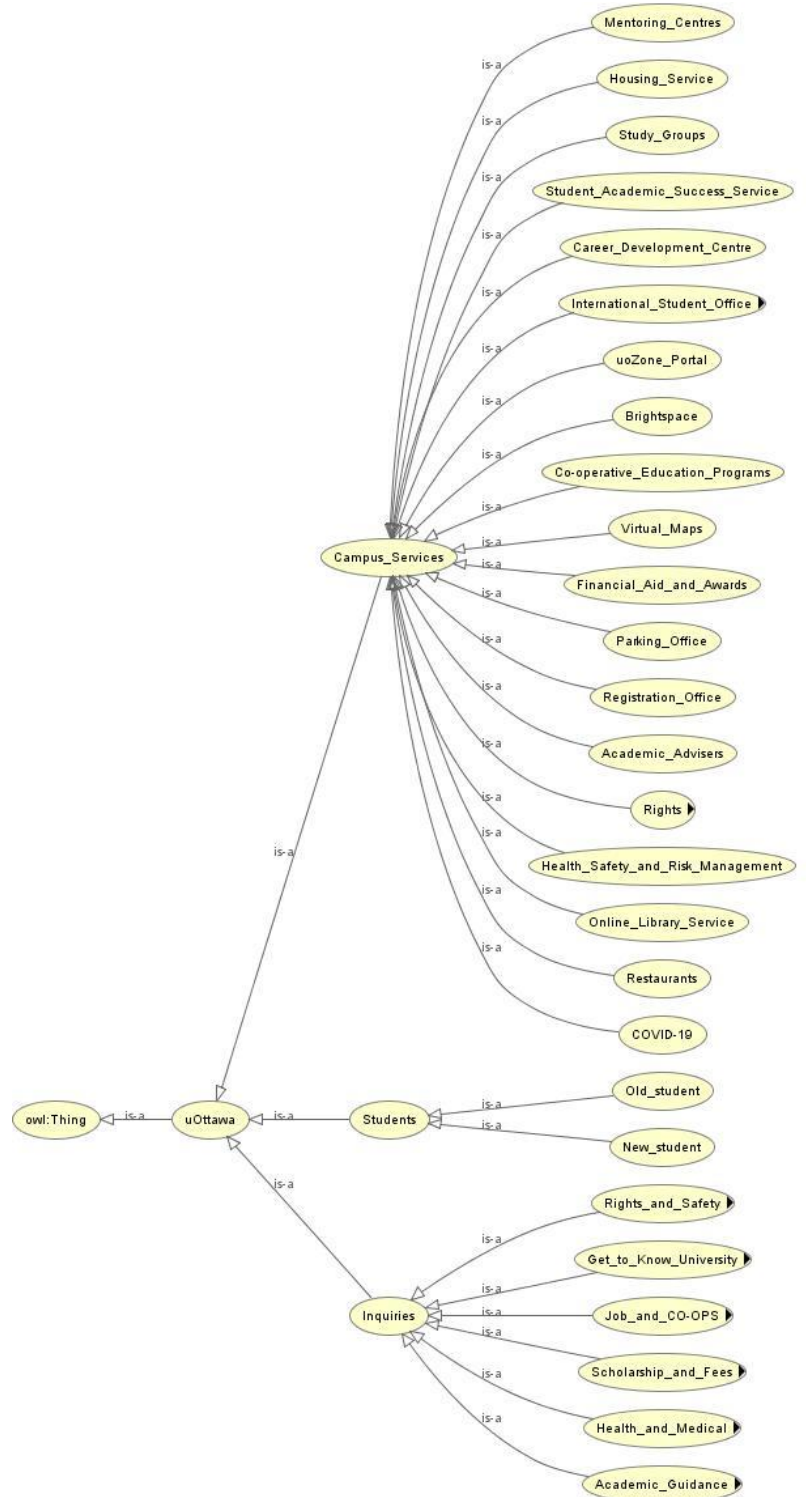 Mentoring_Centres
is-a
Housing_Service
is-a
Study_Groups
is-a
Student_Academic_Success_Service
is-a
Career_Development_Centre
is-a
International_Student_Office
is-a
uoZone_Portal
is-a
Brightspace
is-a
Co-operative_Education_Programs
is-a
Virtual_Maps
is-a
Campus_Services
is-a
Financial_Aid_and_Awards
is-a
Parking_Office
is-a
Registration_Office
is-a
Academic_Advisers
is-a
Rights
is-a
Health_Safety_and_Risk_Management
is-a
is-a
Online_Library_Service
is-a
Restaurants
is-a
COVID-19
Old_student
is-a
owl:Thing
is-a
uOttawa
is-a
Students
is-a
New_student
is-a
Rights_and_Safety
is-a
Get_to_Know_University
is-a
Inquiries
is-a
Job_and_CO-OPS
is-a
Scholarship_and_Fees
is-a
Health_and_Medical
is-a
Academic_Guidance